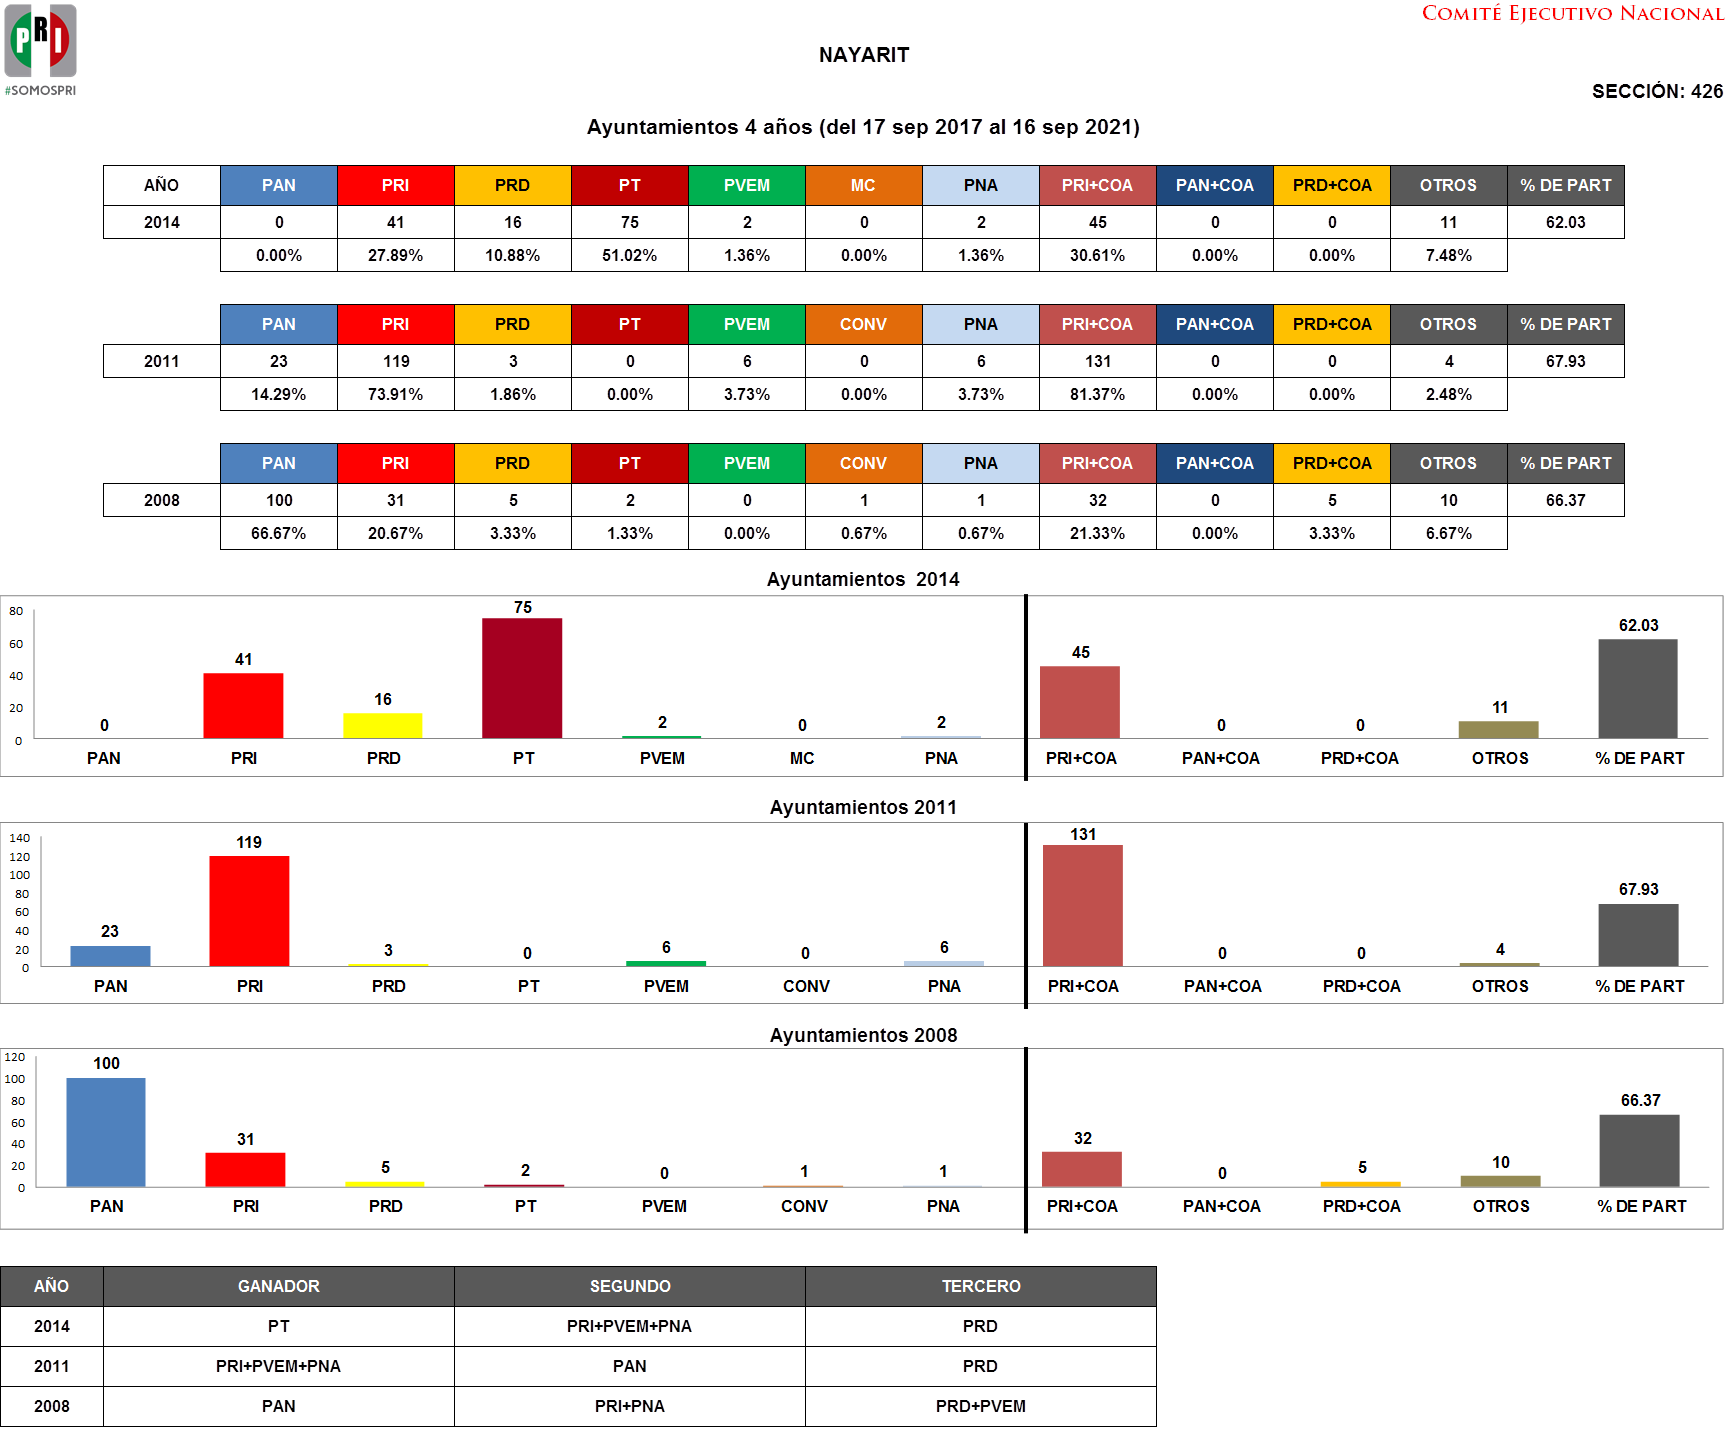 COMITÉ EJECUTIVO NACIONAL
PRI
#SOMOSPRI
NAYARIT
SECCIÓN: 426
Ayuntamientos 4 años (del 17 sep 2017 al 16 sep 2021)
AÑO PAN PRI PRD PT PVEM MC PNA PRI+COA PAN+COA PRD+COA OTROS % DE PART
2014 0 41 16 75 2 0 2 45 0 0 11 62.03
0.00% 27.89% 10.88% 51.02% 1.36% 0.00% 1.36% 30.61% 0.00% 0.00% 7.48%
PAN PRI PRD PT PVEM CONV PNA PRI+COA PAN+COA PRD+COA OTROS % DE PART
2011 23 119 3 0 6 0 6 131 0 0 4 67.93
14.29% 73.91% 1.86% 0.00% 3.73% 0.00% 3.73% 81.37% 0.00% 0.00% 2.48%
PAN PRI PRD PT PVEM CONV PNA PRI+COA PAN+COA PRD+COA OTROS % DE PART
2008 100 31 5 2 0 1 1 32 0 5 10 66.37
66.67% 20.67% 3.33% 1.33% 0.00% 0.67% 0.67% 21.33% 0.00% 3.33% 6.67%
Ayuntamientos 2014
80
60
40
20
0
0 41 16 75 2 0 2 45 0 0 11 62.03
PAN PRI PRD PT PVEM MC PNA PRI+COA PAN+COA PRD+COA OTROS % DE PART
Ayuntamientos 2011
140
120
100
80
60
40
20
0
23 119 3 0 6 0 6 131 0 0 4 67.93
PAN PRI PRD PT PVEM CONV PNA PRI+COA PAN+COA PRD+COA OTROS % DE PART
Ayuntamientos 2008
120
100
80
60
40
20
0
100 31 5 2 0 1 1 32 0 5 10 66.37
PAN PRI PRD PT PVEM CONV PNA PRI+COA PAN+COA PRD+COA OTROS % DE PART
AÑO GANADOR SEGUNDO TERCERO
2014 PT PRI+PVEM+PNA PRD
2011 PRI+PVEM+PNA PAN PRD
2008 PAN PRI+PNA PRD+PVEM